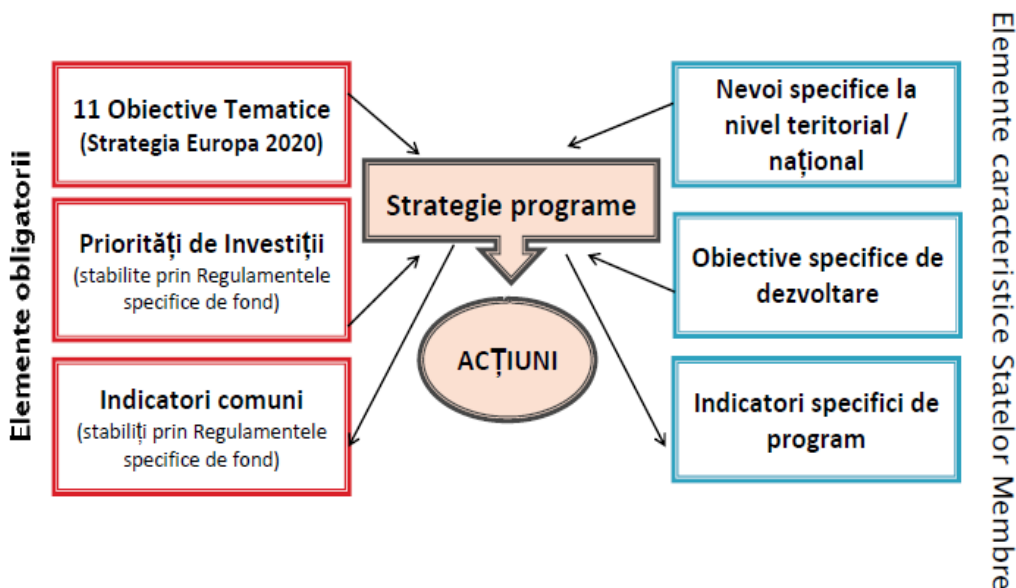 Elemente obligatorii
11 Obiective Tematice
(Strategia Europa 2020)
Priorități de Investiții
(stabilite prin Regulamentele
specifice de fond)
Indicatori comuni
(stabiliți prin Regulamentele
specifice de fond)
Strategie programe
ACȚIUNI
Nevoi specifice la
nivel teritorial /
național
Obiective specifice de
dezvoltare
Indicatori specifici de
program
Elemente caracteristice Statelor Membre